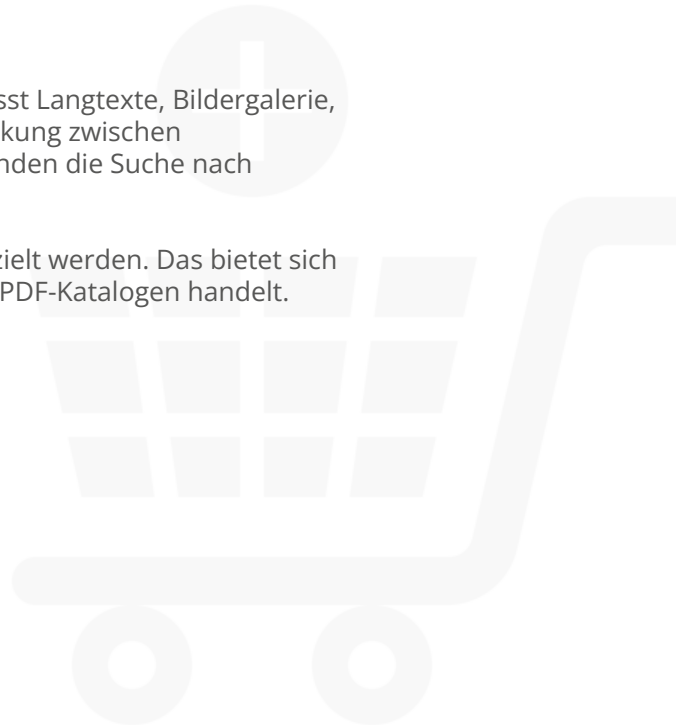 sst Langtexte, Bildergalerie,
kung zwischen
nden die Suche nach
zielt werden. Das bietet sich
PDF-Katalogen handelt.